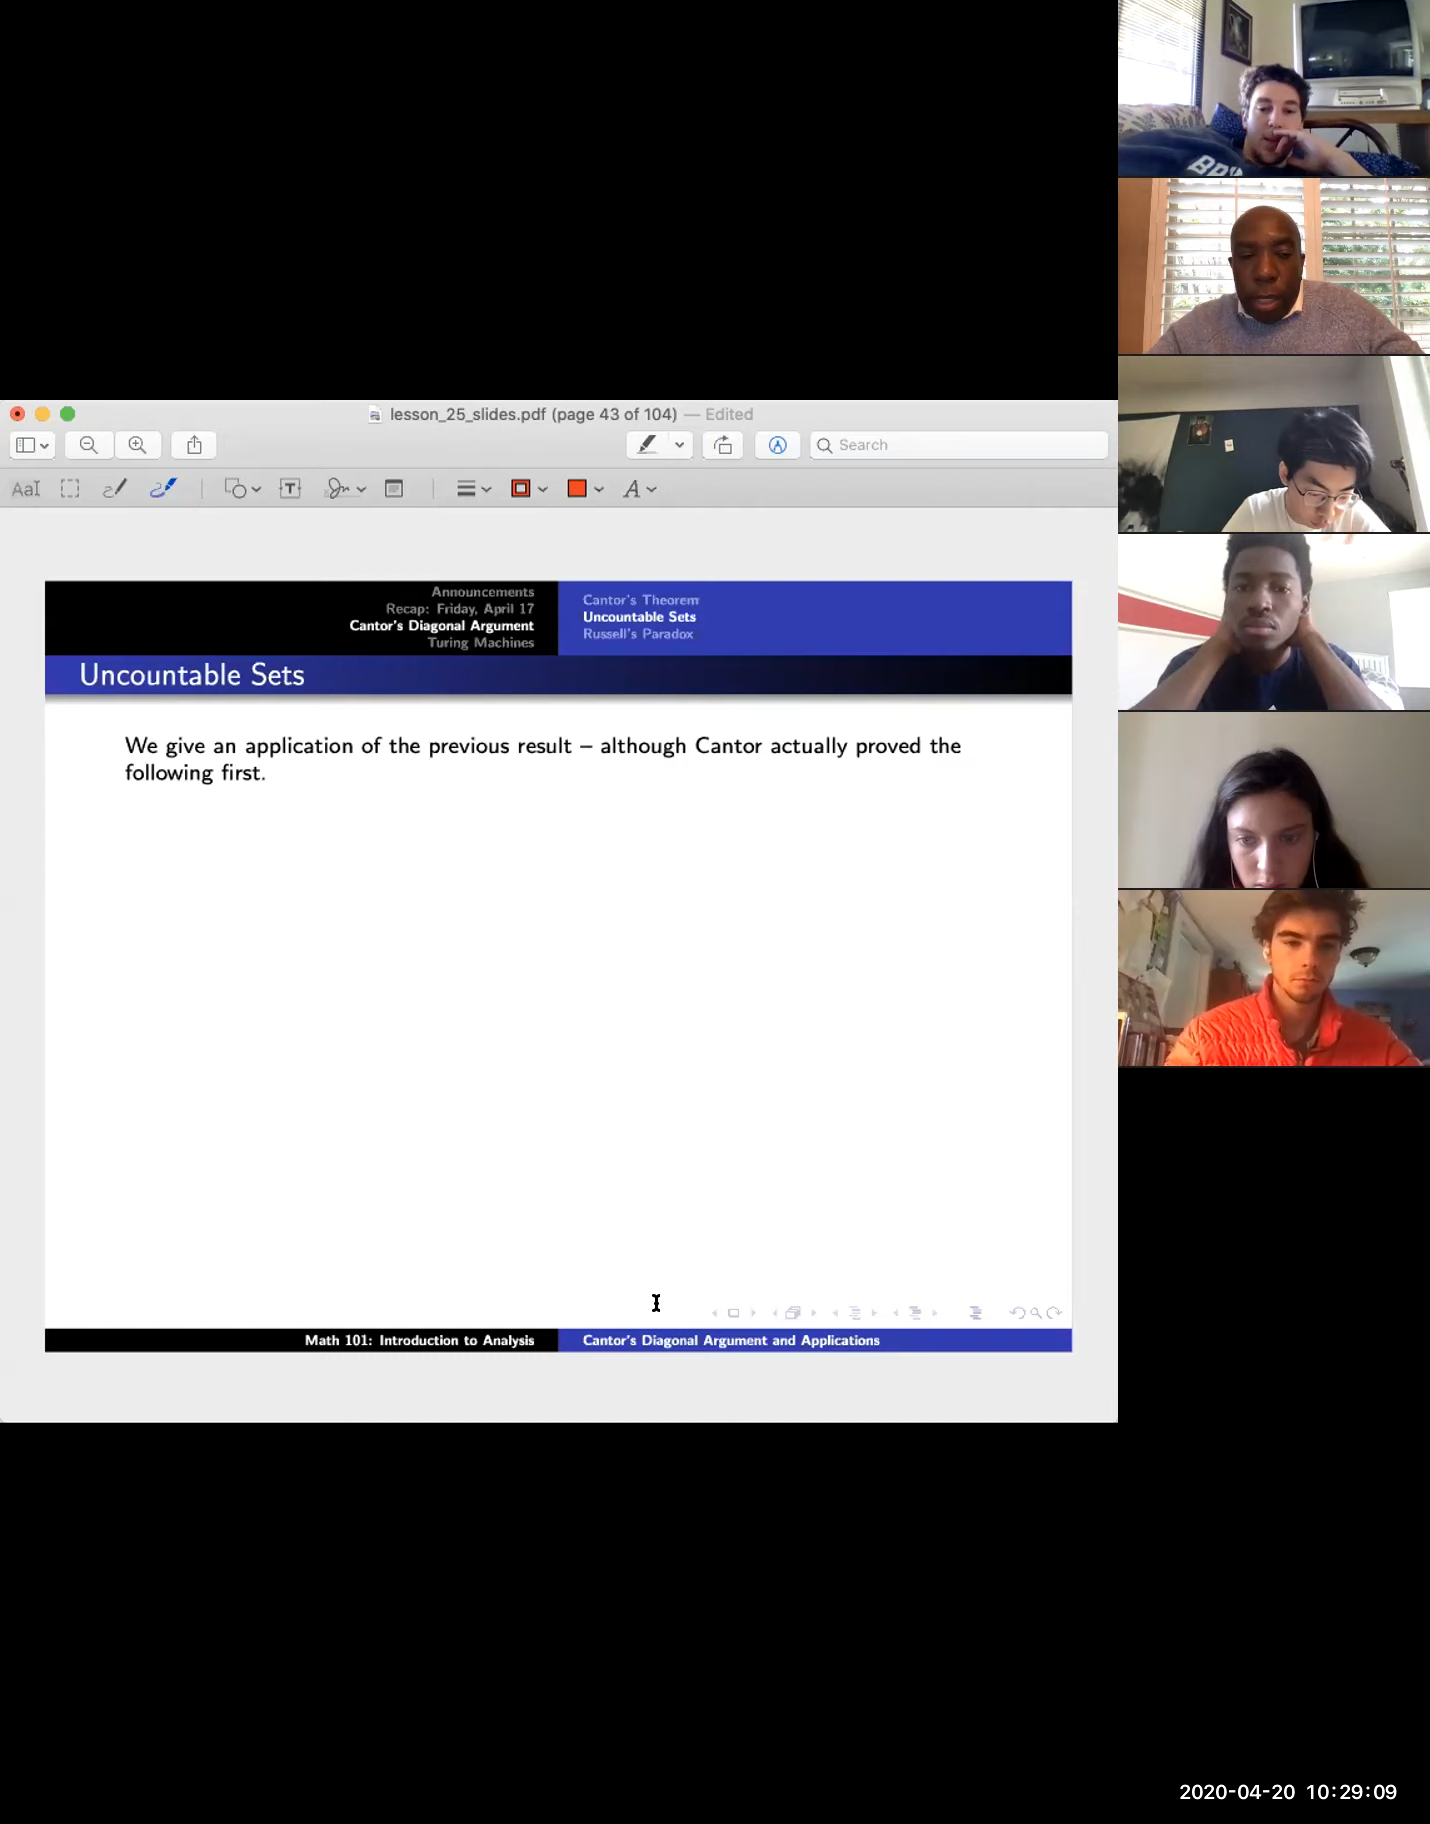 lesson_25_slides.pdf (page 43 of 104) — Edited
Search
AaI
T
A
Announcements
Recap: Friday, April 17
Cantor's Diagonal Argument
Turing Machines
Cantor's Theorem
Uncountable Sets
Russell's Paradox
Uncountable Sets
We give an application of the previous result – although Cantor actually proved the
following first.
Math 101: Introduction to Analysis
Cantor's Diagonal Argument and Applications
2020-04-20 10:29:09